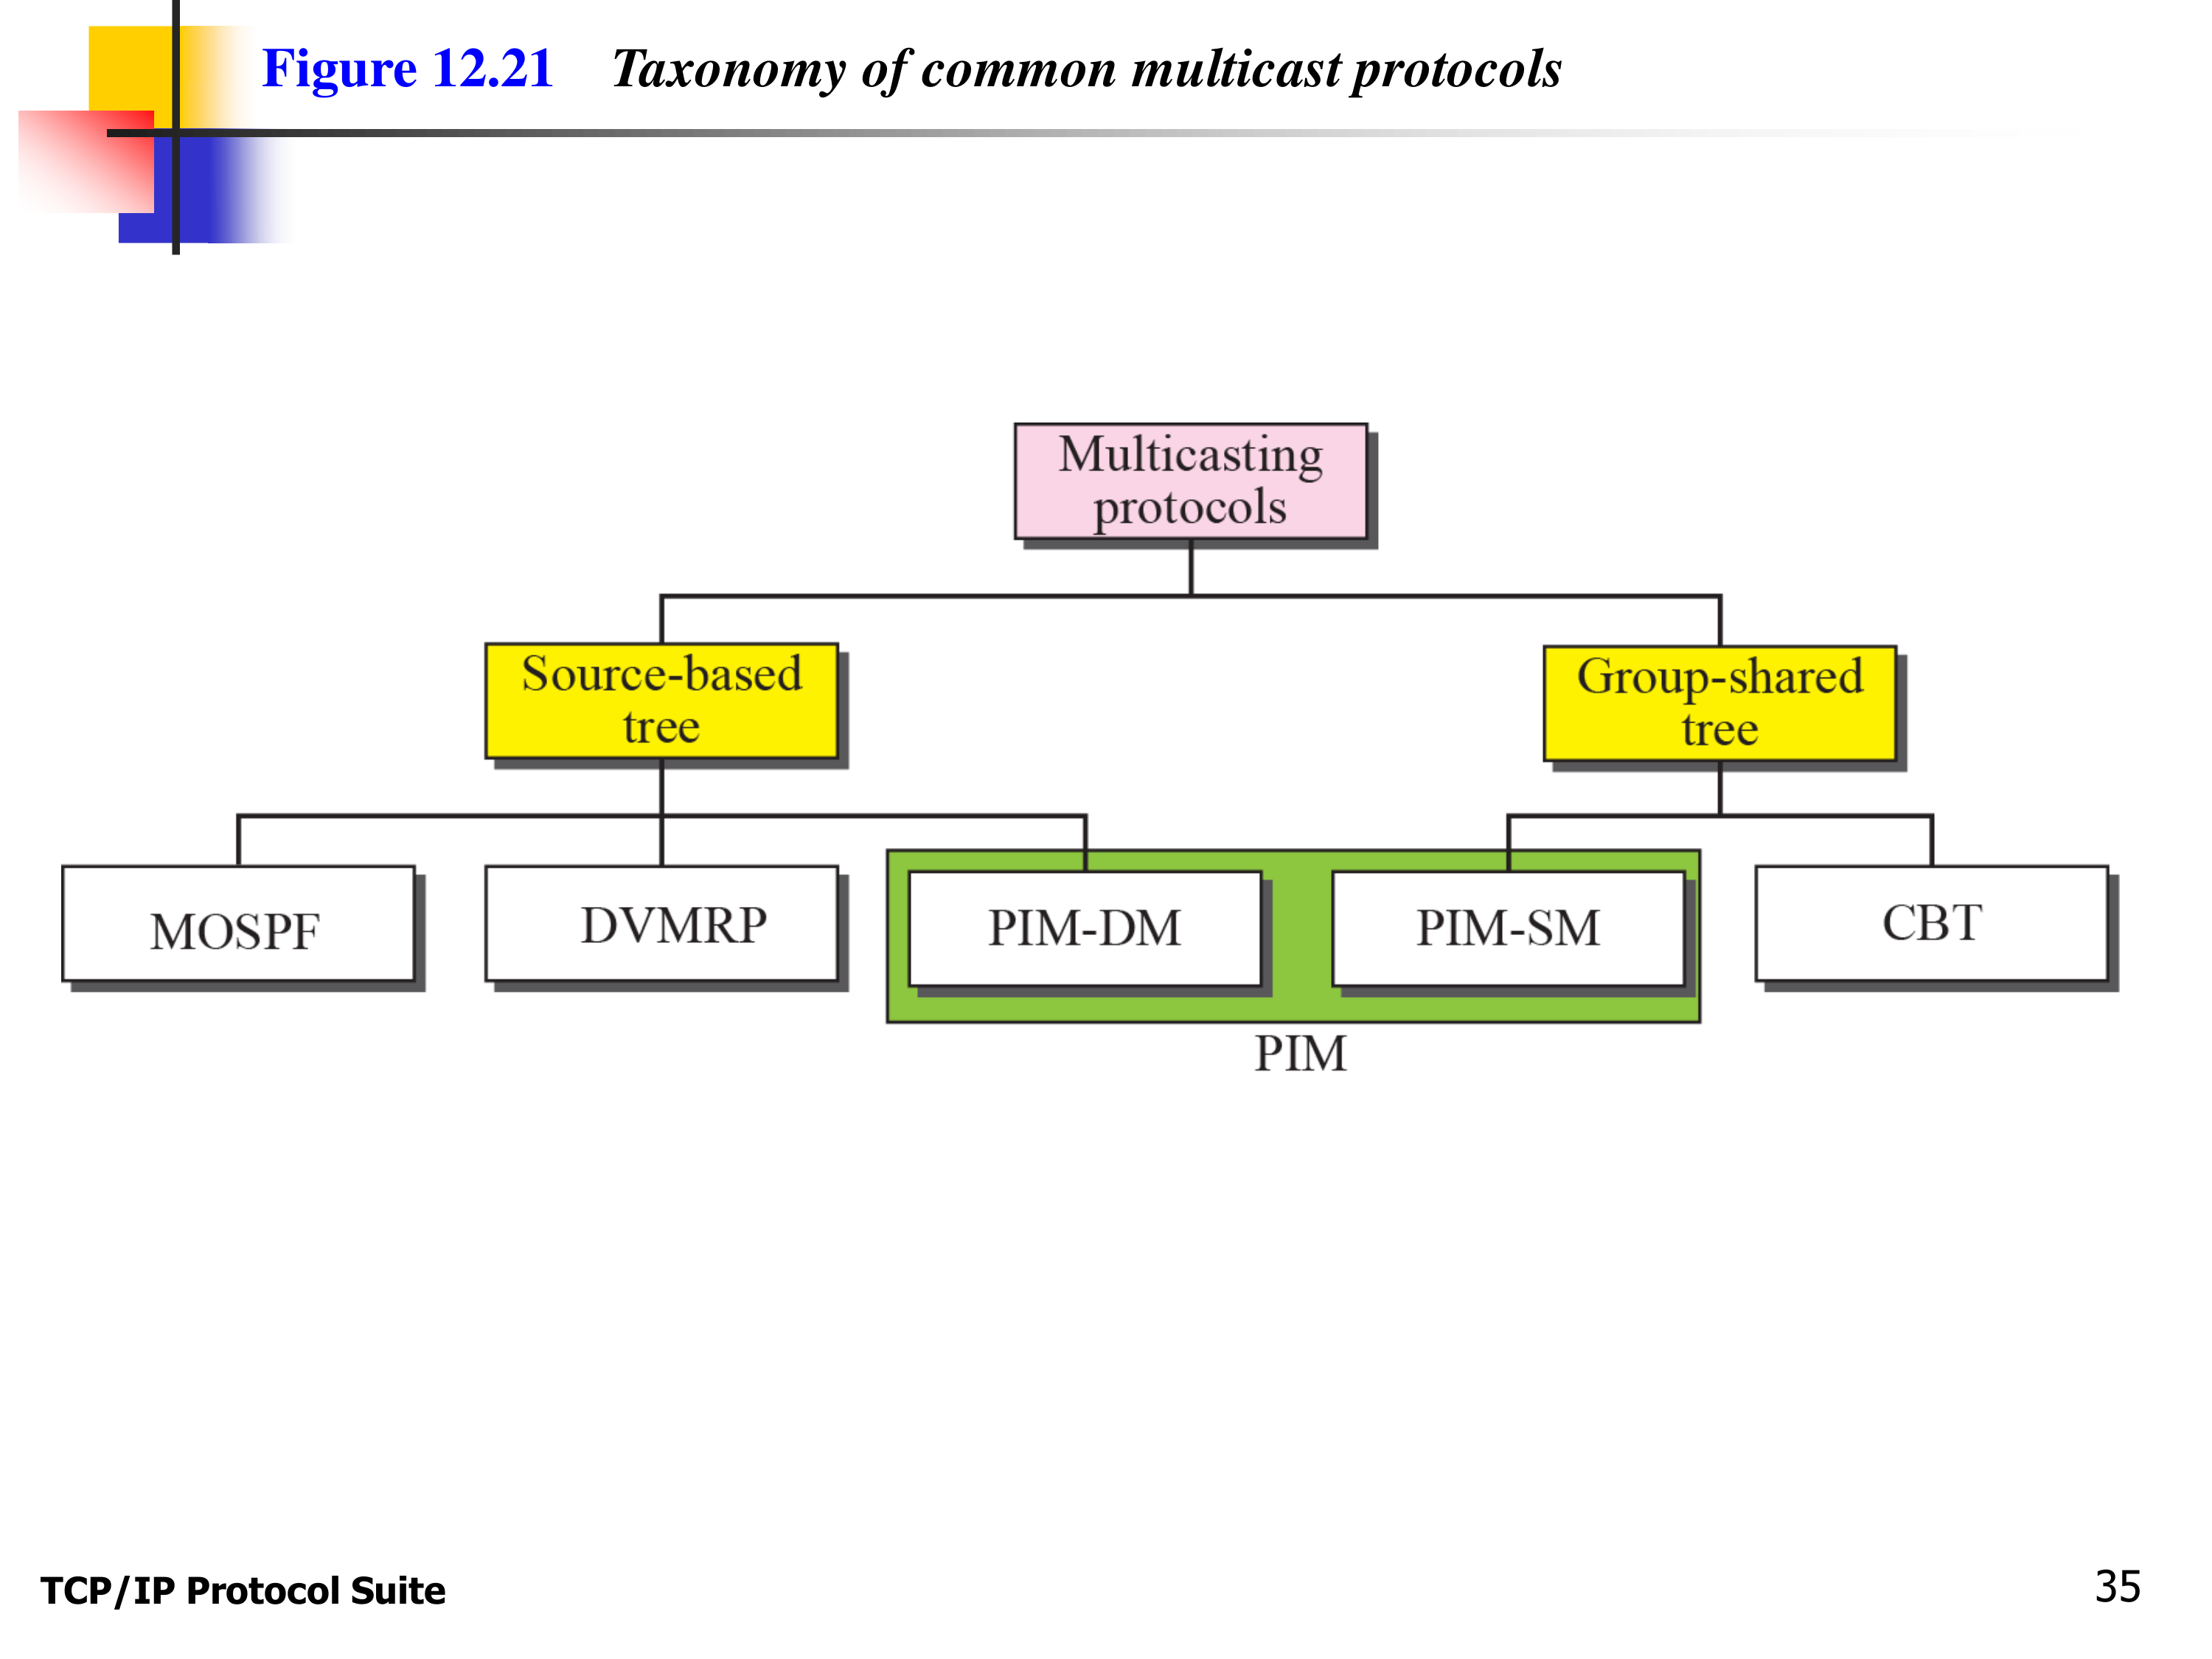 Figure 12.21 Taxonomy of common multicast protocols
Multicasting
protocols
Source-based
tree
Group-shared
tree
MOSPF
DVMRP
PIM-DM
PIM-SM
CBT
PIM
TCP/IP Protocol Suite
35